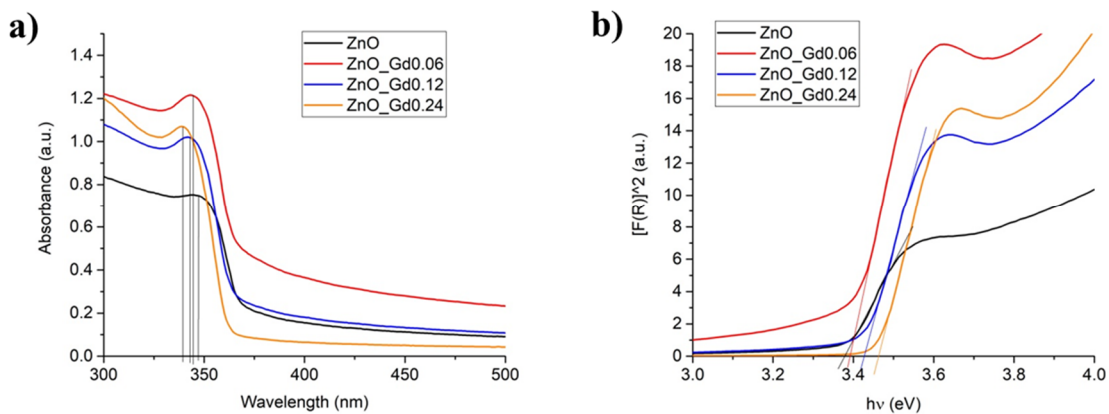 a)
ZnO
ZnO_Gd0.06
ZnO_Gd0.12
ZnO_Gd0.24
1.4
1.2
1.0
0.8
0.6
0.4
0.2
0.0
Absorbance (a.u.)
300
350
400
450
500
Wavelength (nm)
b)
ZnO
ZnO_Gd0.06
ZnO_Gd0.12
ZnO_Gd0.24
20
18
16
14
12
10
8
6
4
2
0
[F(R)]^2 (a.u.)
3.0
3.2
3.4
3.6
3.8
4.0
hν (eV)